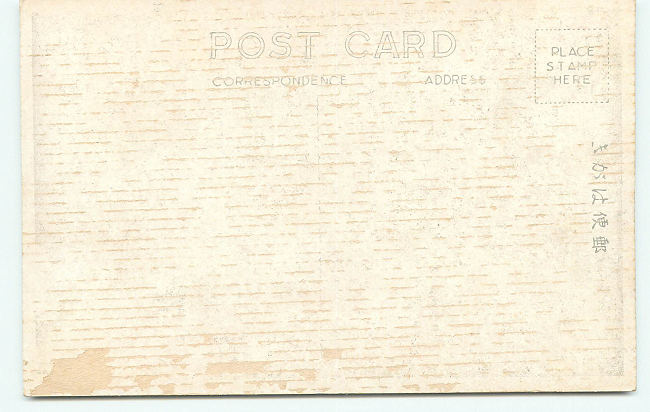 POST CARD
CORRESPONDENCE
ADDRESS
PLACE
STAMP
HERE
郵便はがき